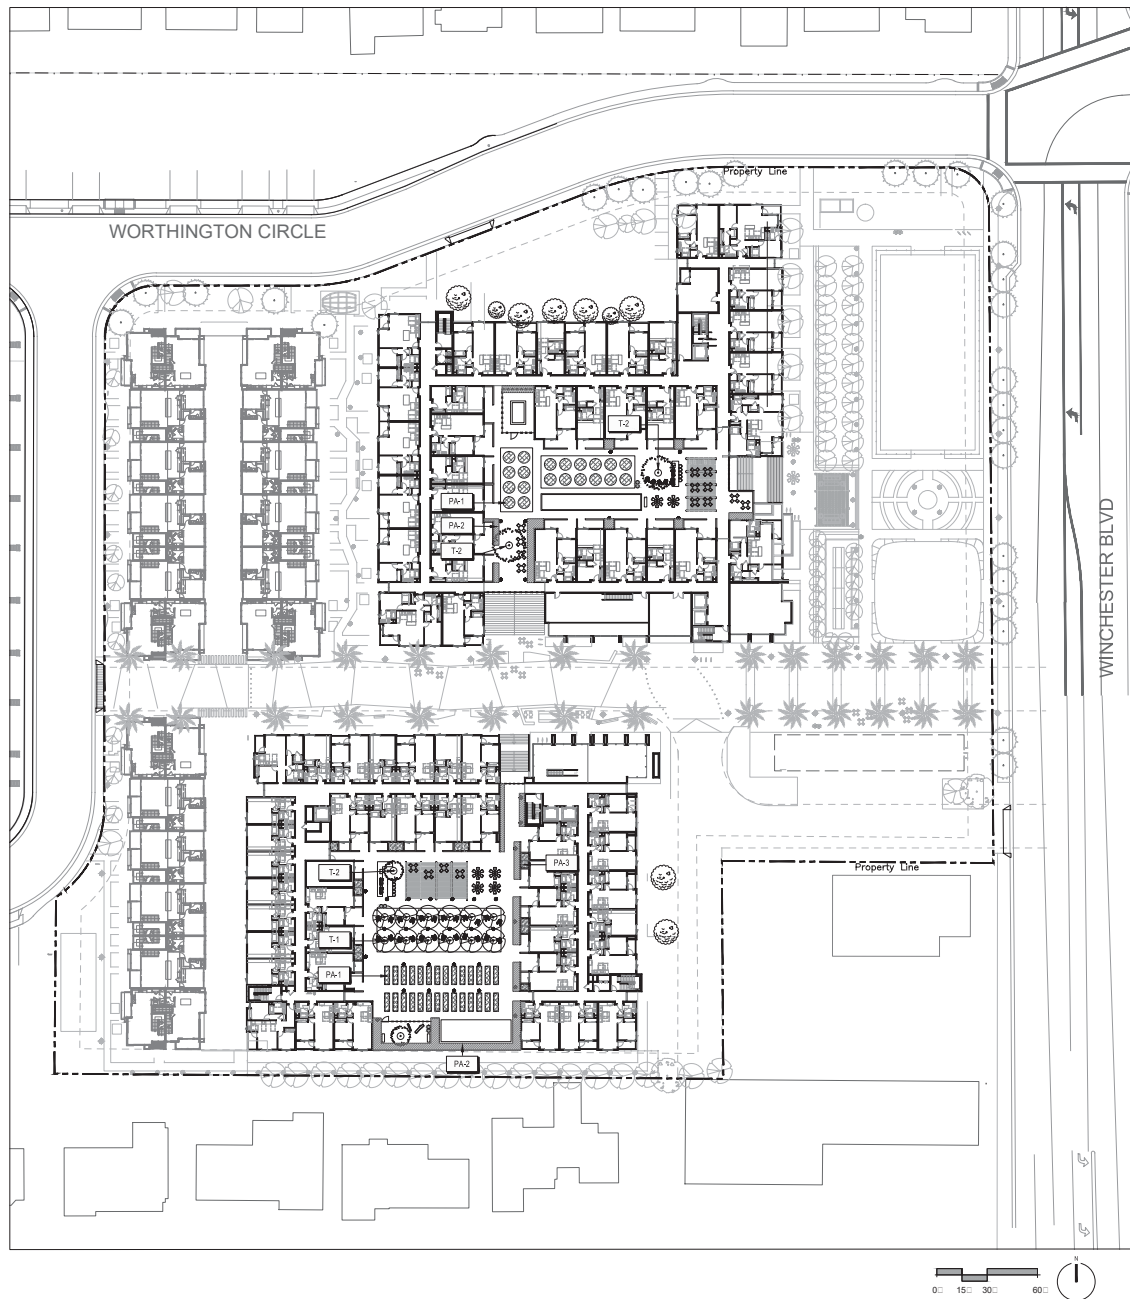 Property Line
WORTHINGTON CIRCLE
T-2
PA-1
PA-2
T-2
WINCHESTER BLVD
PA-3
Property Line
T-2
T-1
PA-1
PA-2
N
0 15 30 60